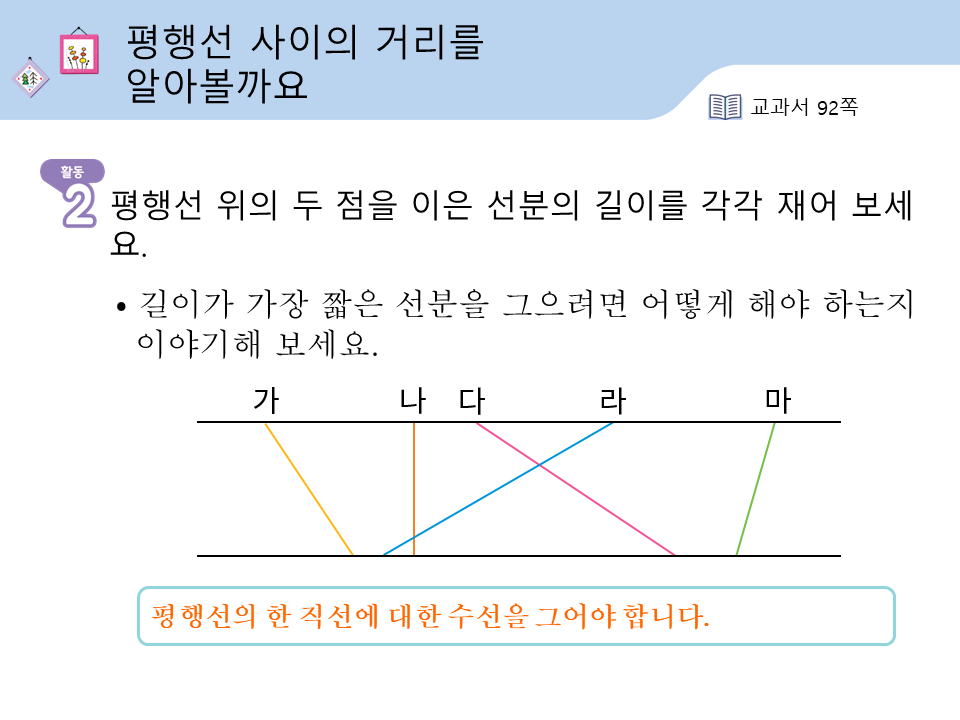 평행선 사이의 거리를
알아볼까요
교과서 92쪽
활동
2 평행선 위의 두 점을 이은 선분의 길이를 각각 재어 보세
요.
• 길이가 가장 짧은 선분을 그으려면 어떻게 해야 하는지
이야기해 보세요.
가 나 다 라 마
평행선의 한 직선에 대한 수선을 그어야 합니다.